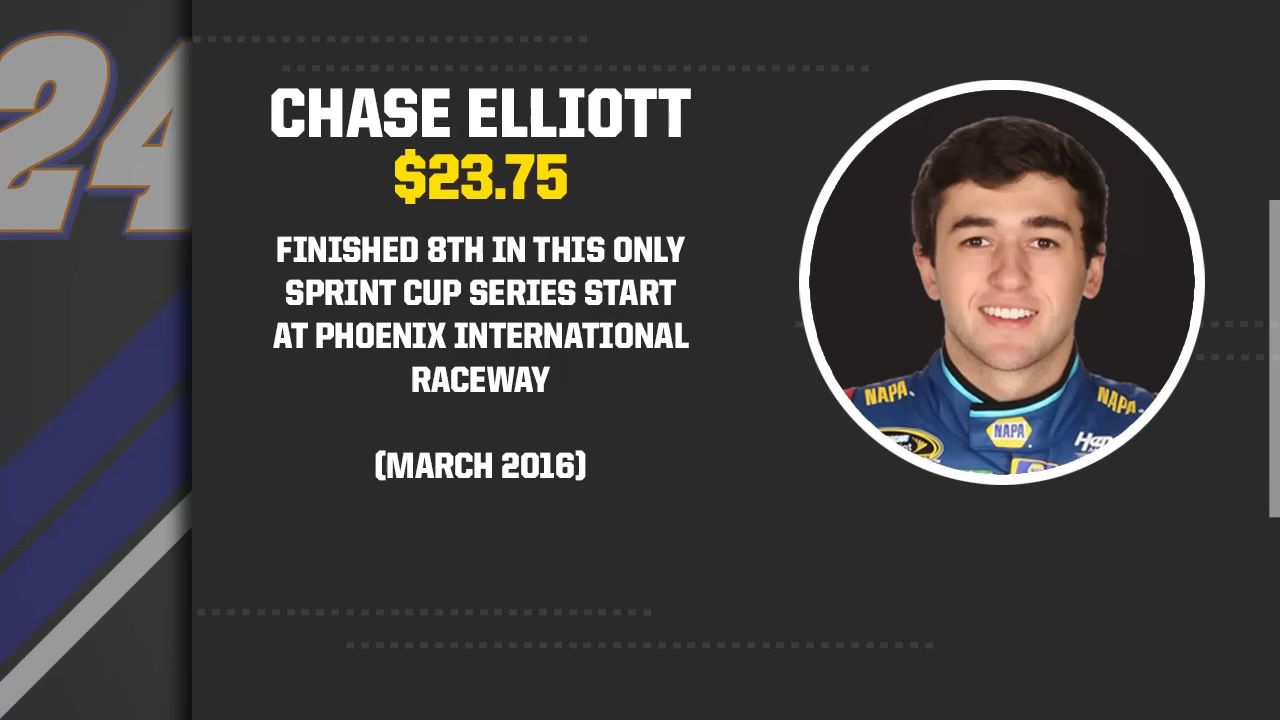 24
CHASE ELLIOTT
$23.75
FINISHED 8TH IN THIS ONLY
SPRINT CUP SERIES START
AT PHOENIX INTERNATIONAL
RACEWAY
(MARCH 2016)
NAPA
NAPA
NAPA